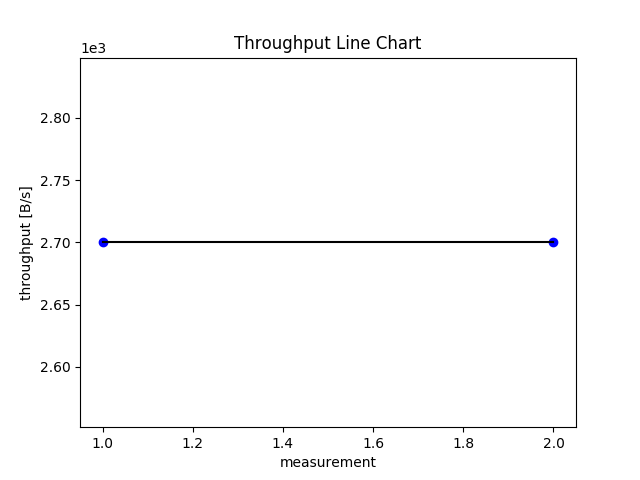 Throughput Line Chart
1e3
throughput [B/s]
2.80
2.75
2.70
2.65
2.60
1.0 1.2 1.4 1.6 1.8 2.0
measurement